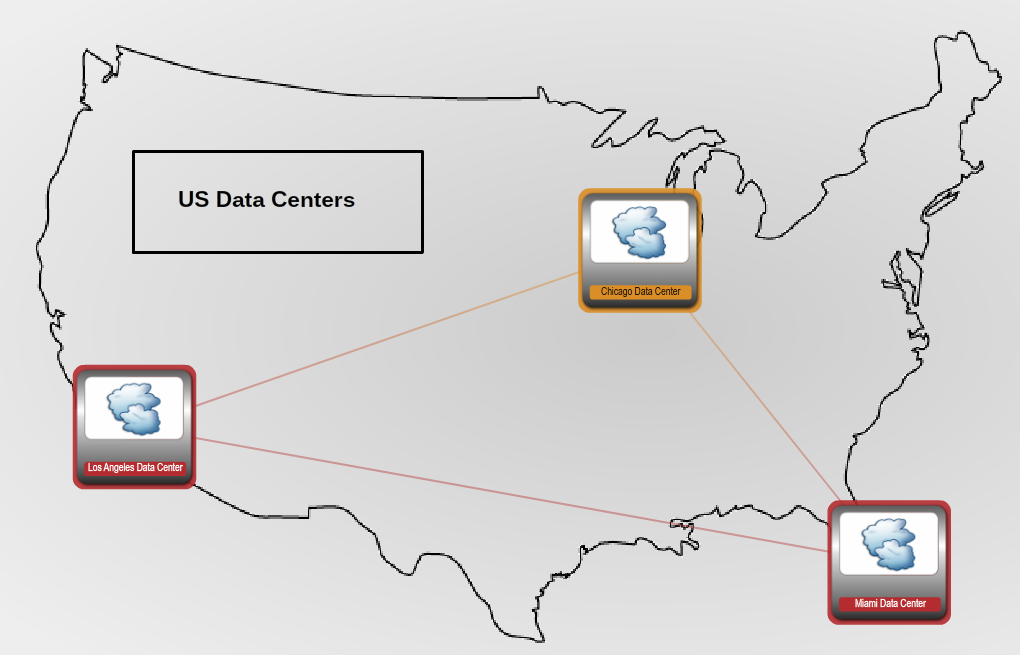 US Data Centers
Chicago Data Center
Los Angeles Data Center
Miami Data Center